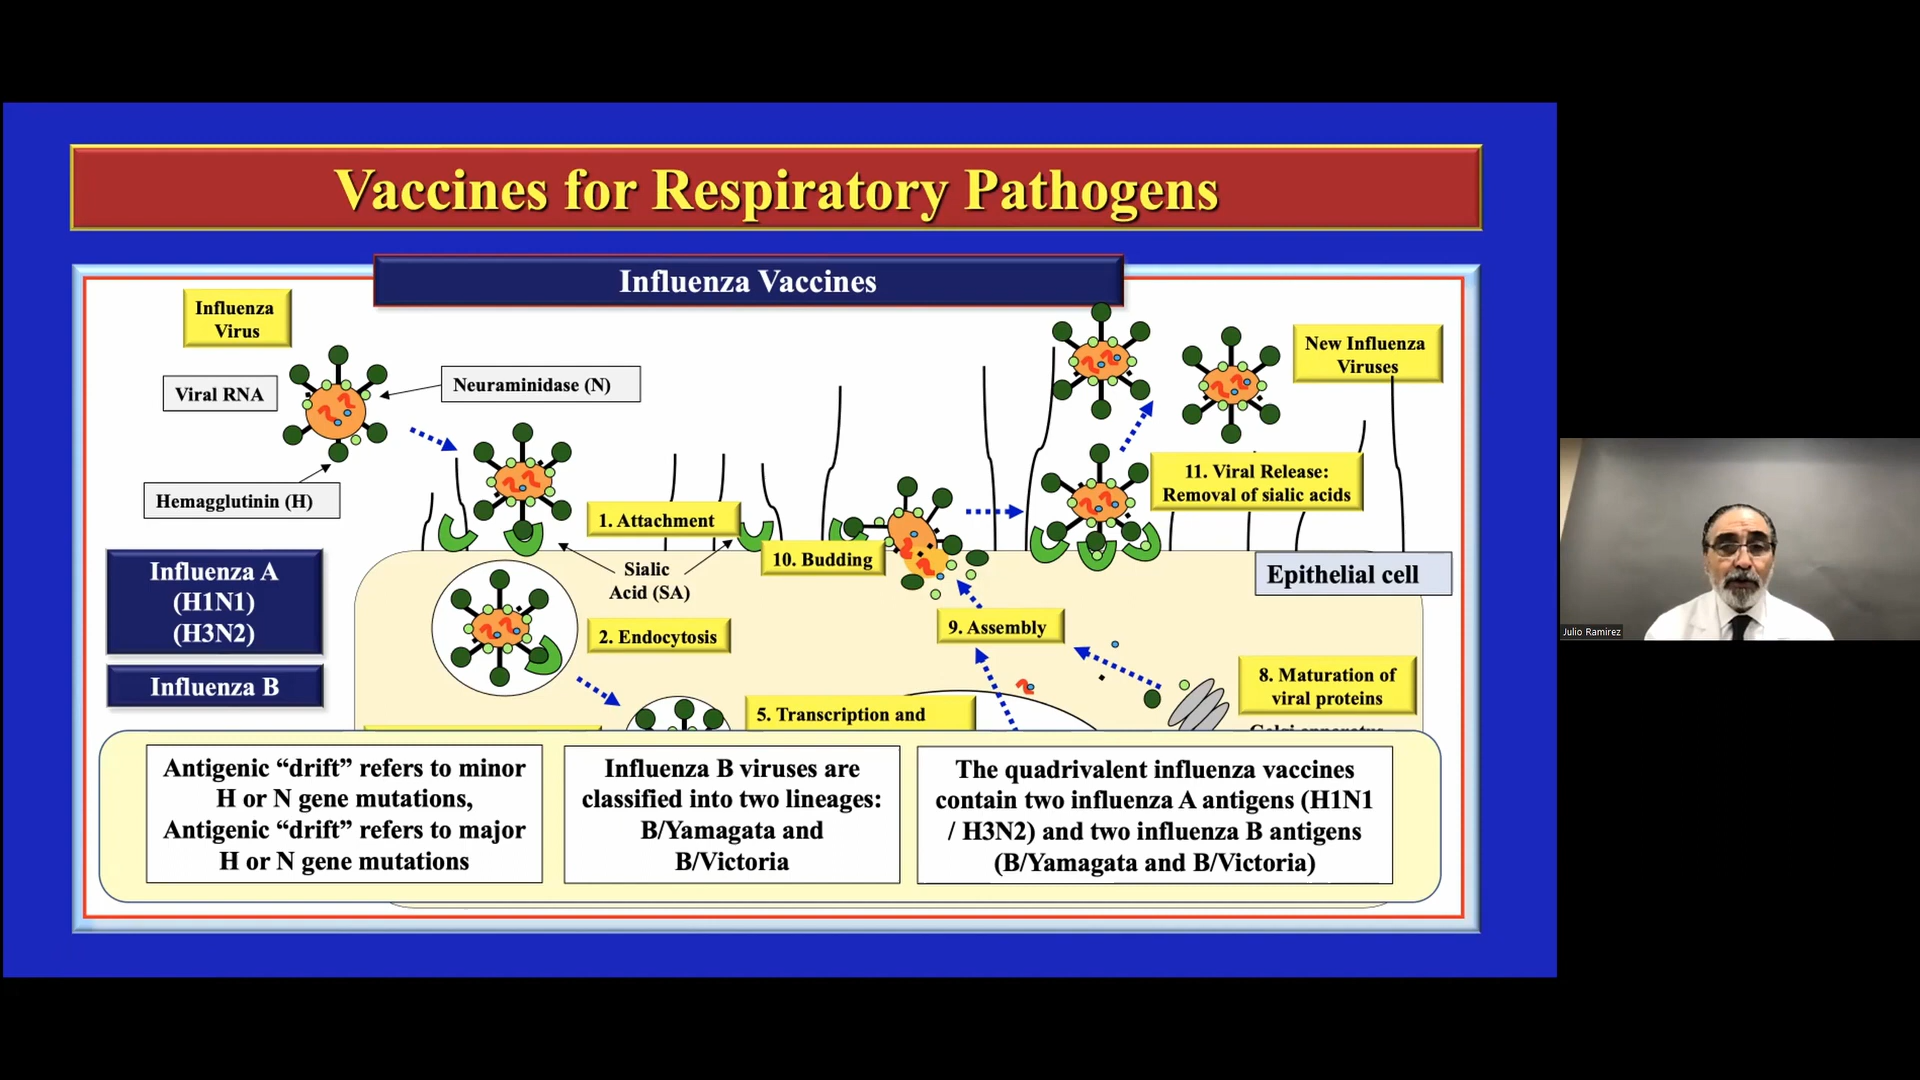 Vaccines for Respiratory Pathogens
Influenza Vaccines
Influenza
Virus
Viral RNA
Neuraminidase (N)
Hemagglutinin (H)
New Influenza
Viruses
11. Viral Release:
Removal of sialic acids
1. Attachment
10. Budding
Sialic
Acid (SA)
Epithelial cell
Influenza A
(H1N1)
(H3N2)
Influenza B
2. Endocytosis
9. Assembly
8. Maturation of
viral proteins
5. Transcription and
Golgi apparatus
Antigenic “drift” refers to minor
H or N gene mutations,
Antigenic “drift” refers to major
H or N gene mutations
Influenza B viruses are
classified into two lineages:
B/Yamagata and
B/Victoria
The quadrivalent influenza vaccines
contain two influenza A antigens (H1N1
/ H3N2) and two influenza B antigens
(B/Yamagata and B/Victoria)
Julio Ramirez